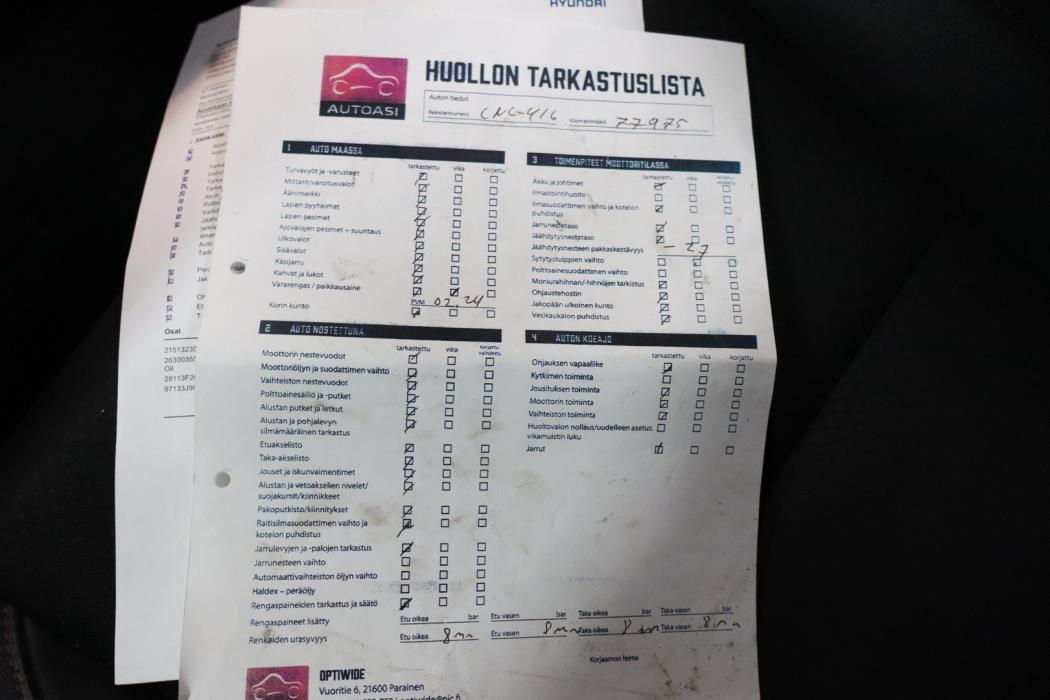 HYUNDAI
AUTOASI
HUOLLON TARKASTUSLISTA
Auton tiedot
Rekisterinumero CNG-416 Kilometrimäärä 77975
1 AUTO MAASSA
tarkastettu vika korjattu
Turvavyöt ja -varusteet
Mittarit/varoitusvalot
Äänimerkki
Lasien pyyhkimet
Lasien pesimet
Ajovalojen pesimet - suuntaus
Ulkovalot
Sisävalot
Käsijarru
Kahvat ja lukot
Vararengas / paikkausaine
PVM 02.24
Korin kunto
2 AUTO NOSTETTUNA
tarkastettu vika korjattu/vaihdettu
Moottorin nestevuodot
Moottoriöljyn ja suodattimen vaihto
Vaihteiston nestevuodot
Polttoainesäiliö ja -putket
Alustan putket ja letkut
Alustan ja pohjalevyn
silmämääräinen tarkastus
Etuakselisto
Taka-akselisto
Jouset ja iskunvaimentimet
Alustan ja vetoakselien nivelet/
suojakumit/kiinnikkeet
Pakoputkisto/kiinnitykset
Raitisilmasuodattimen vaihto ja
kotelon puhdistus
Jarrulevyjen ja -palojen tarkastus
Jarrunesteen vaihto
Automaattivaihteiston öljyn vaihto
Haldex - peräöljy
Rengaspaineiden tarkastus ja säätö
Rengaspaineet lisätty Etu oikea bar Etu vasen bar Taka oikea bar Taka vasen bar
Renkaiden urasyvyys Etu oikea 8mm Etu vasen 8mm Taka oikea 8mm Taka vasen 8mm
Korjaamon leima
3 TOIMENPITEET MOOTTORITILASSA
tarkastettu vika
Akku ja johtimet
Ilmastointihuolto
Ilmasuodattimen vaihto ja kotelon
puhdistus
Jarrunestetaso
Jäähdytysnestetaso
Jäähdytysnesteen pakkaskestävyys -27
Sytytystulppien vaihto
Polttoainesuodattimen vaihto
Moniurahihnan/-hihnojen tarkistus
Ohjaustehostin
Jakopään ulkoinen kunto
Vesikaukalon puhdistus
4 AUTON KOEAJO
tarkastettu vika korjattu
Ohjauksen vapaaliike
Kytkimen toiminta
Jousituksen toiminta
Moottorin toiminta
Vaihteiston toiminta
Huoltovalon nollaus/uudelleen asetus,
vikamuistin luku
Jarrut
Osat
Oil
OPTIWIDE
Vuoritie 6, 21600 Parainen